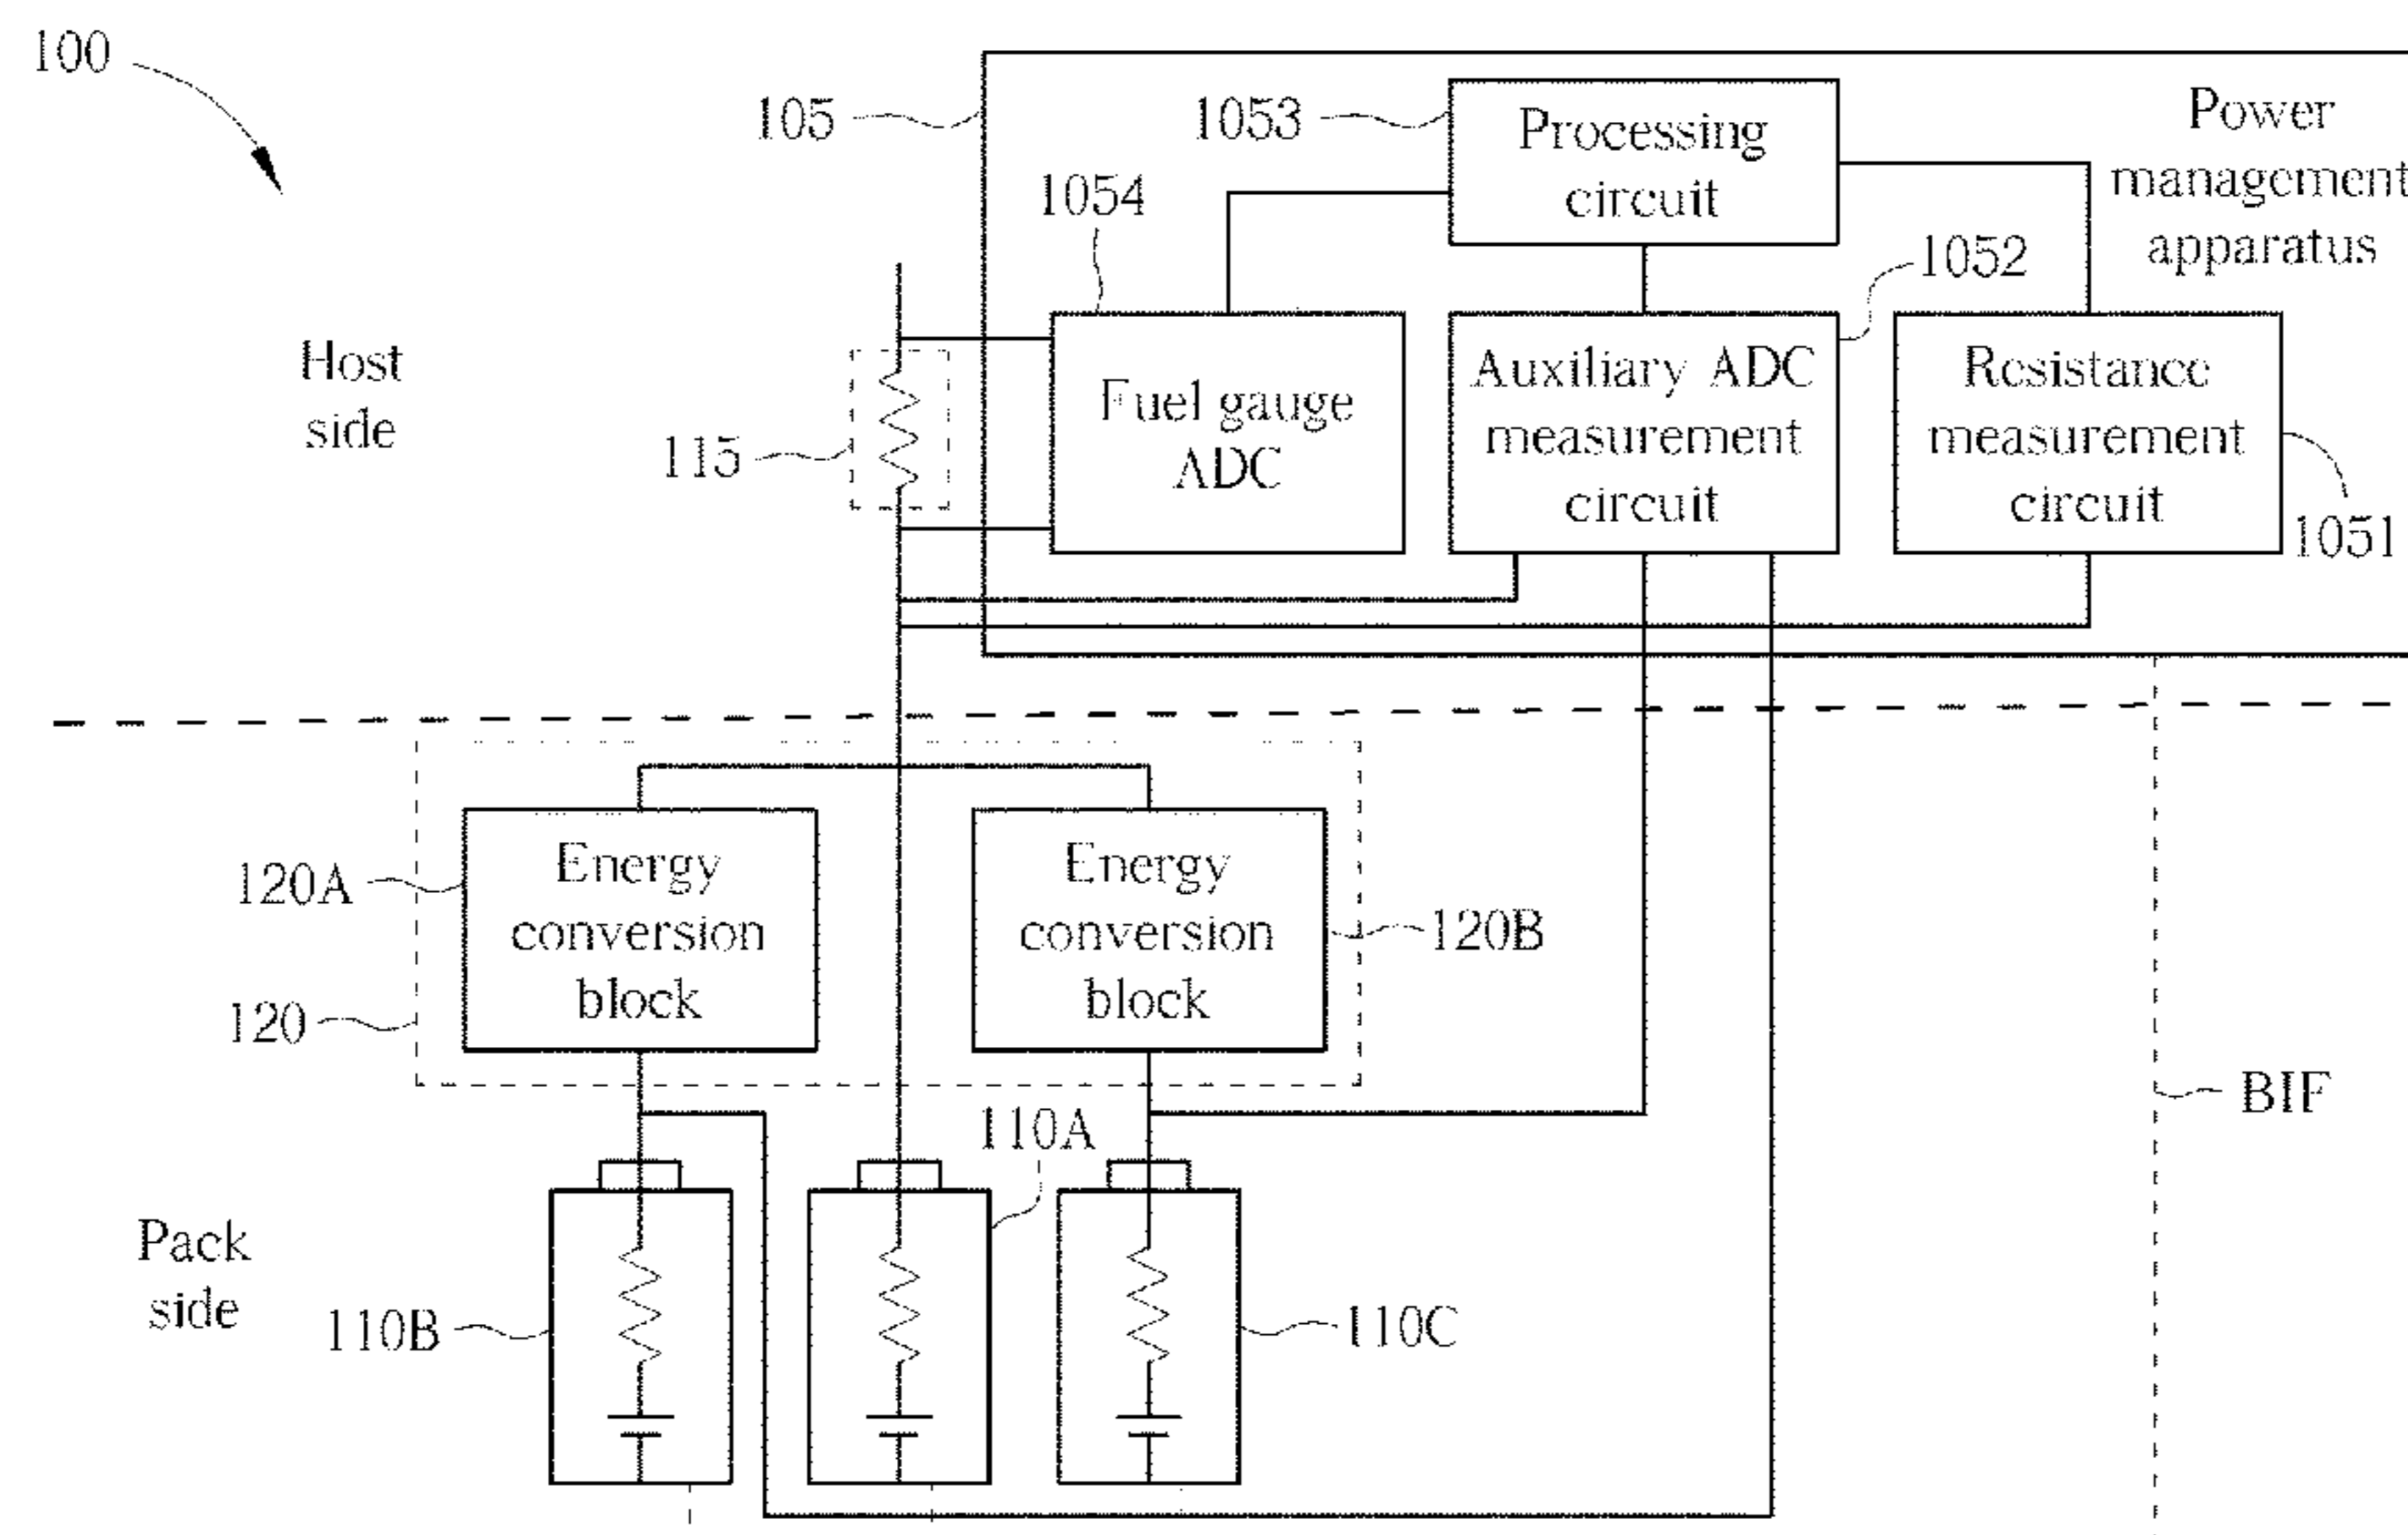 100
105
1053
Processing
circuit
Power
management
apparatus
1054
1052
Host
side
115
Fuel gauge
ADC
Auxiliary ADC
measurement
circuit
Resistance
measurement
circuit
1051
120A
Energy
conversion
block
Energy
conversion
block
120B
120
BIF
110A
Pack
side
110B
110C